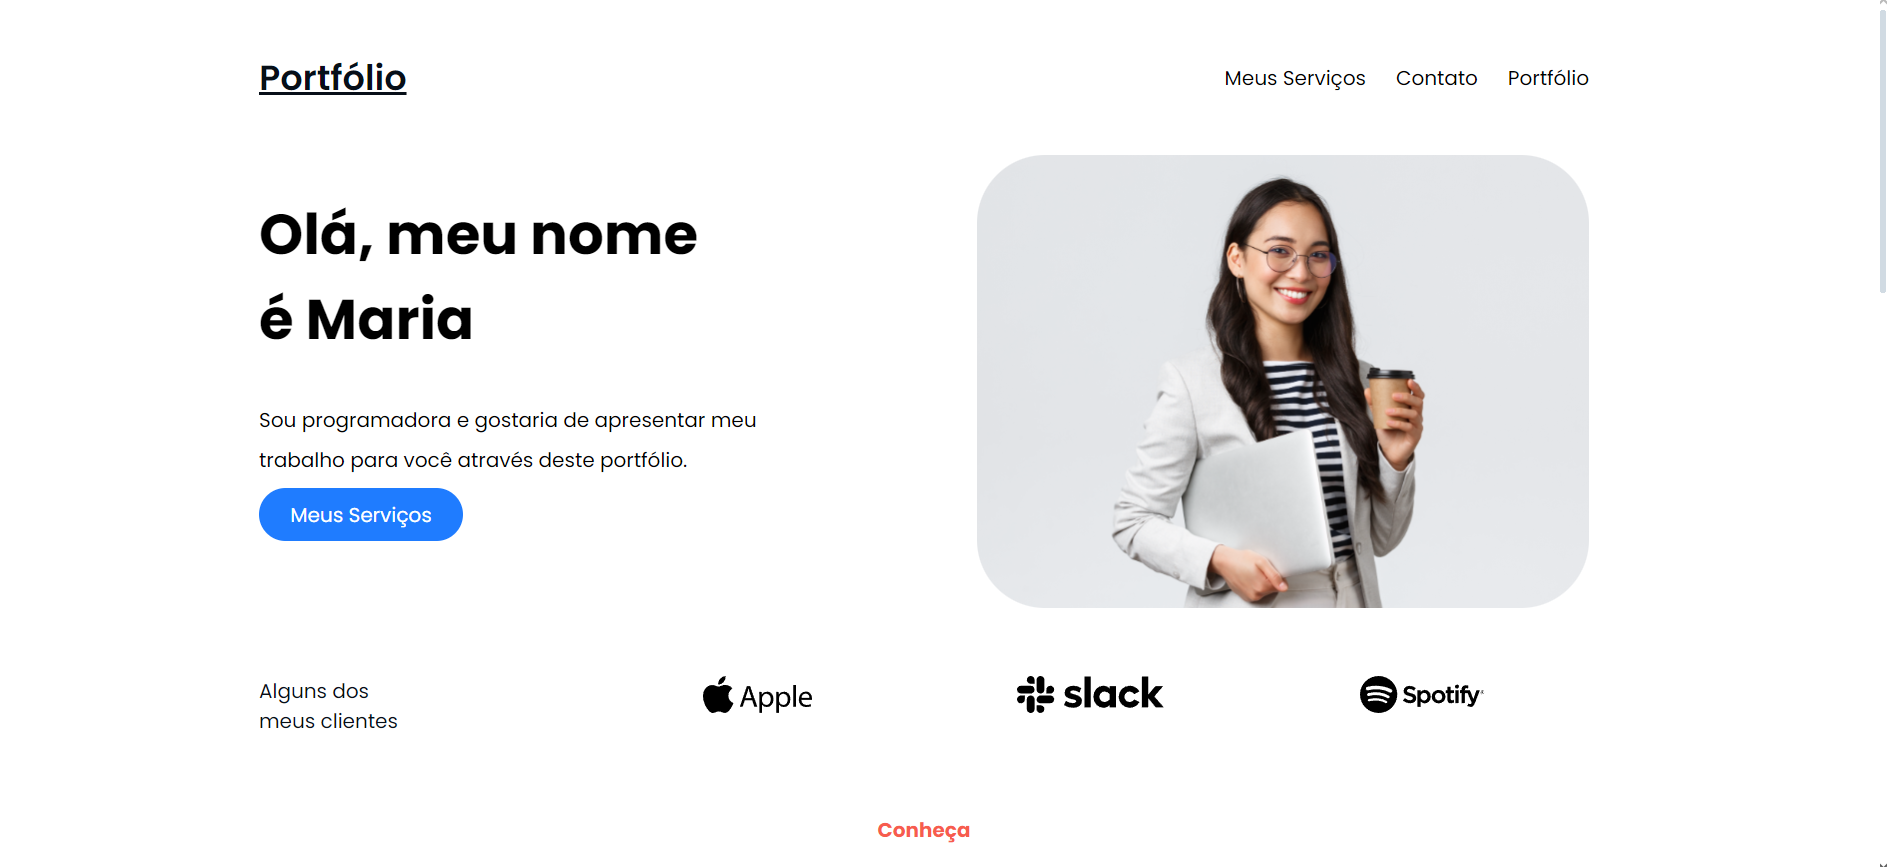 Portfólio
Meus Serviços Contato Portfólio
Olá, meu nome
é Maria
Sou programadora e gostaria de apresentar meu
trabalho para você através deste portfólio.
Meus Serviços
Alguns dos
meus clientes
Apple
slack
Spotify
Conheça